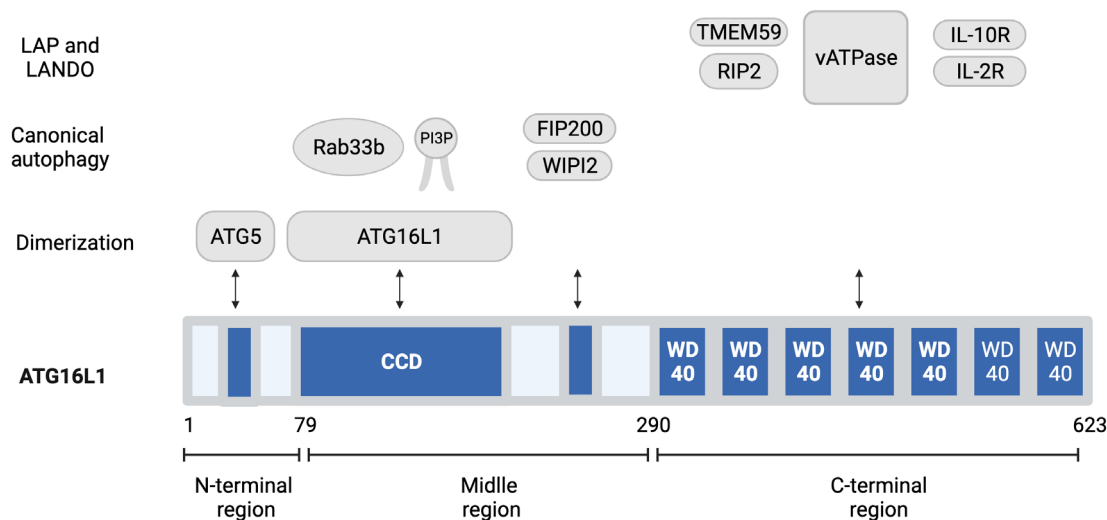 LAP and
LANDO
TMEM59
RIP2
vATPase
IL-10R
IL-2R
Canonical
autophagy
Rab33b
PI3P
FIP200
WIPI2
Dimerization
ATG5
ATG16L1
ATG16L1
CCD
WD
40
WD
40
WD
40
WD
40
WD
40
WD
40
WD
40
1
79
290
623
N-terminal
region
Midlle
region
C-terminal
region